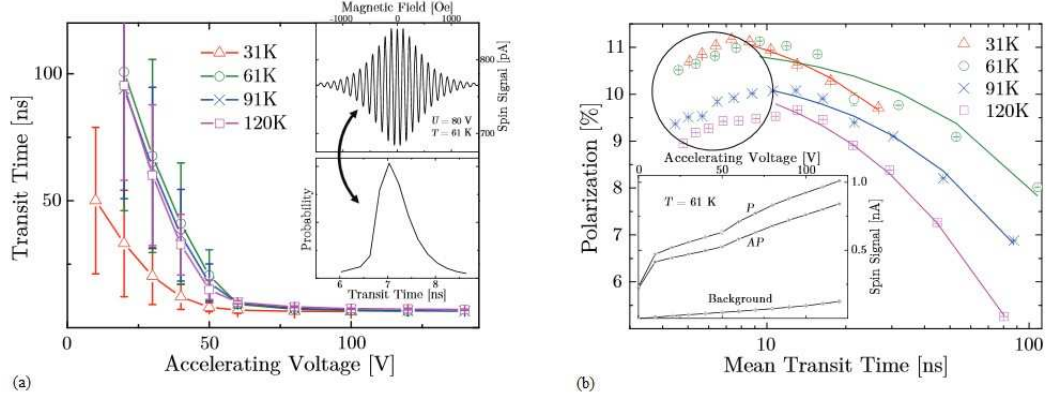 Magnetic Field [Oe]
-1000 0 1000
31K
61K
91K
120K
800
700
Spin Signal [pA]
U = 80 V
T = 61 K
Probability
6 7 8
Transit Time [ns]
100
50
Transit Time [ns]
0 50 100
Accelerating Voltage [V]
(a)
31K
61K
91K
120K
11
10
9
8
7
6
Polarization [%]
Accelerating Voltage [V]
0 50 100
T = 61 K
P
AP
Background
1.0
0.5
Spin Signal [nA]
10 100
Mean Transit Time [ns]
(b)